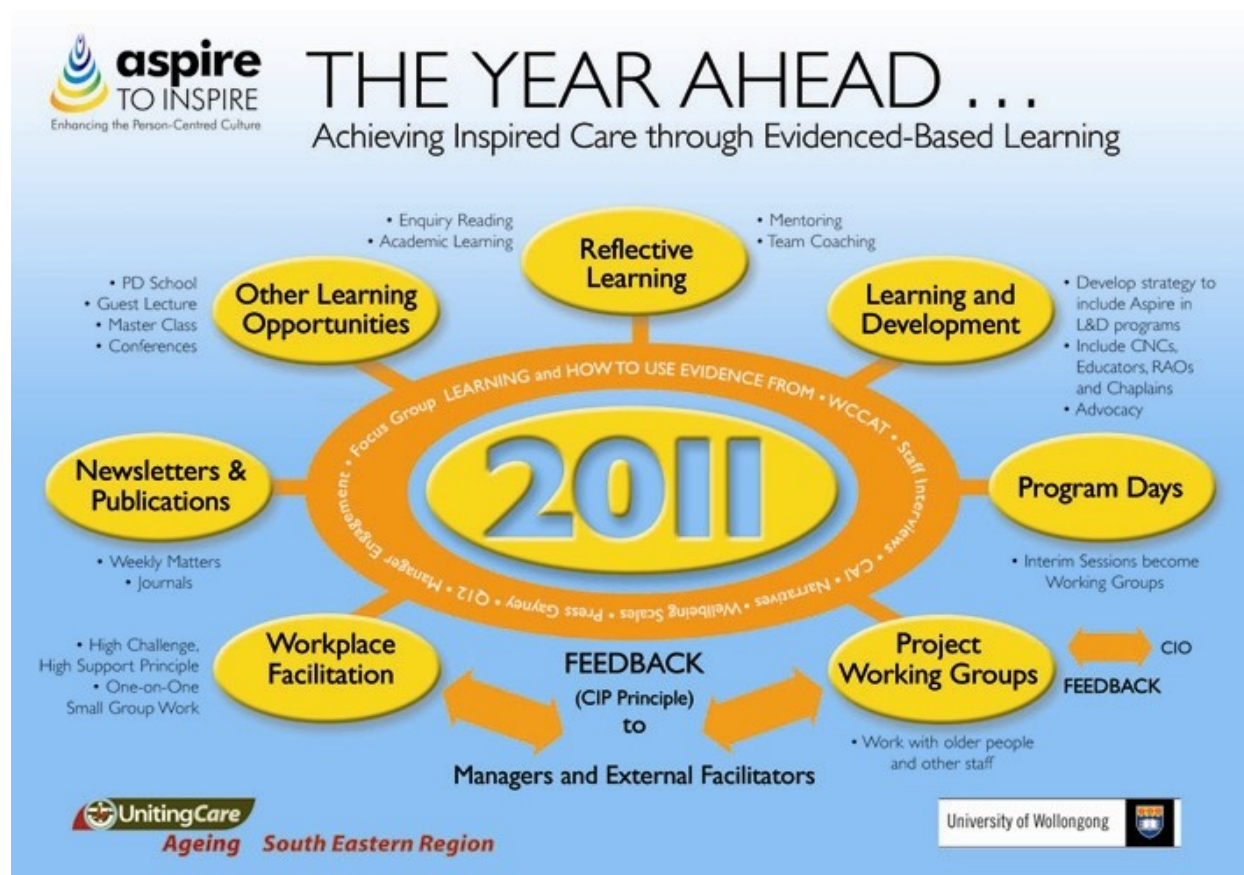 aspire
TO INSPIRE
Enhancing the Person-Centred Culture
THE YEAR AHEAD ...
Achieving Inspired Care through Evidenced-Based Learning
• Enquiry Reading
• Academic Learning
Reflective
Learning
• Mentoring
• Team Coaching
• PD School
• Guest Lecture
• Master Class
• Conferences
Other Learning
Opportunities
Learning and
Development
• Develop strategy to
include Aspire in
L&D programs
• Include CNCs,
Educators, RAOs
and Chaplains
• Advocacy
LEARNING and HOW TO USE EVIDENCE FROM • WCCAT • Staff Interviews • CAI • Narratives • Wellbeing Scales • Press Gayney • Q12 • Manager Engagement • Focus Group
2011
Newsletters &
Publications
• Weekly Matters
• Journals
Program Days
• Interim Sessions become
Working Groups
• High Challenge,
High Support Principle
• One-on-One
Small Group Work
Workplace
Facilitation
FEEDBACK
(CIP Principle)
to
Managers and External Facilitators
Project
Working Groups
• Work with older people
and other staff
CIO
FEEDBACK
UnitingCare
Ageing South Eastern Region
University of Wollongong